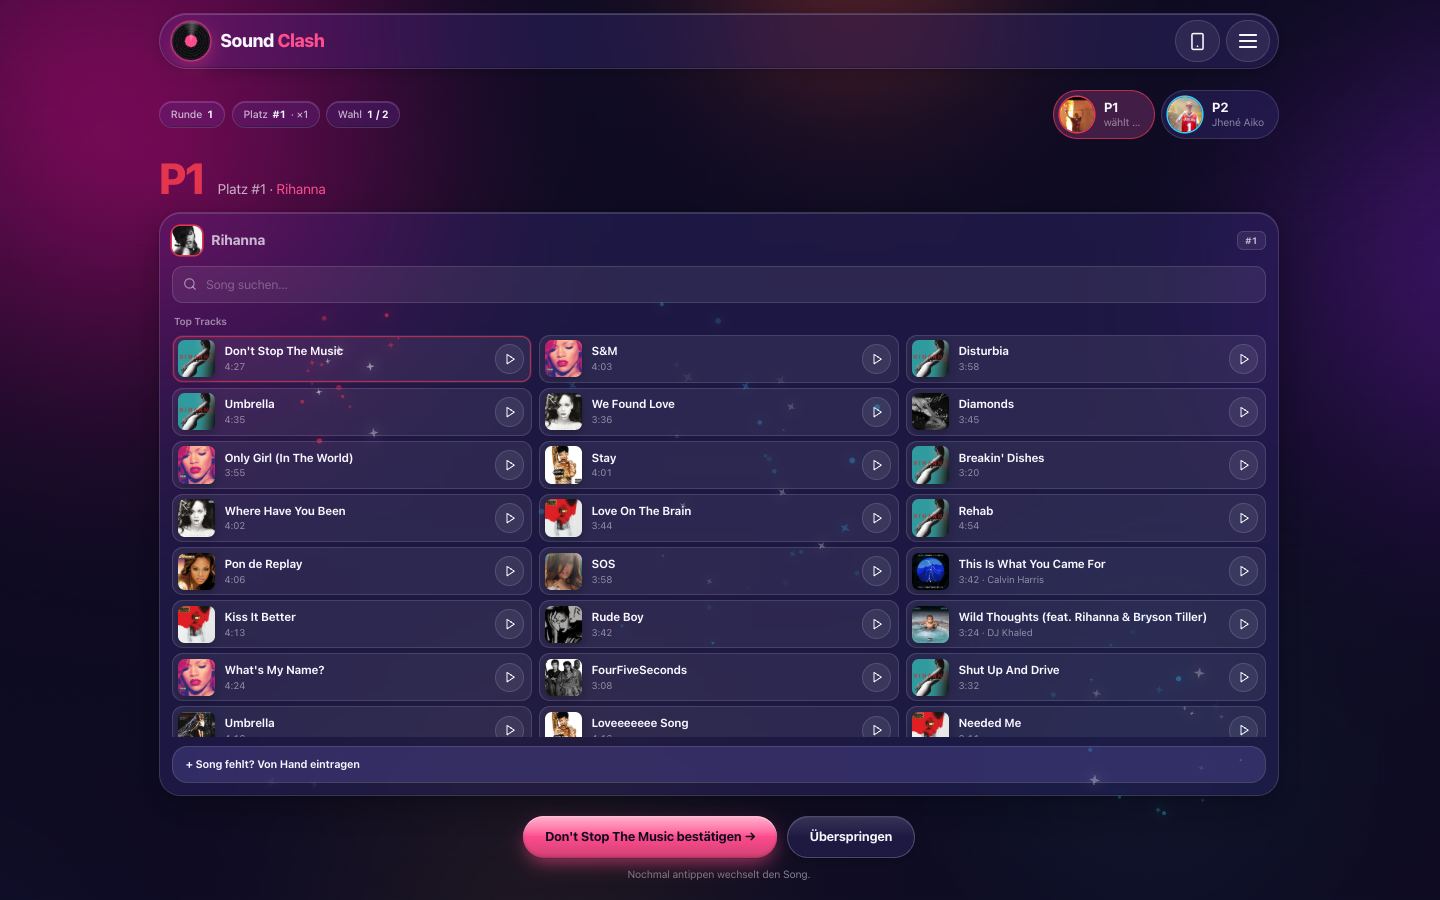 Sound Clash
Runde 1
Platz #1 · ×1
Wahl 1 / 2
P1
wählt ...
P2
Jhené Aiko
P1 Platz #1 · Rihanna
Rihanna
#1
Song suchen...
Top Tracks
Don't Stop The Music
4:27
S&M
4:03
Disturbia
3:58
Umbrella
4:35
We Found Love
3:36
Diamonds
3:45
Only Girl (In The World)
3:55
Stay
4:01
Breakin' Dishes
3:20
Where Have You Been
4:02
Love On The Brain
3:44
Rehab
4:54
Pon de Replay
4:06
SOS
3:58
This Is What You Came For
3:42 · Calvin Harris
Kiss It Better
4:13
Rude Boy
3:42
Wild Thoughts (feat. Rihanna & Bryson Tiller)
3:24 · DJ Khaled
What's My Name?
4:24
FourFiveSeconds
3:08
Shut Up And Drive
3:32
Umbrella
Loveeeeeee Song
Needed Me
+ Song fehlt? Von Hand eintragen
Don't Stop The Music bestätigen →
Überspringen
Nochmal antippen wechselt den Song.